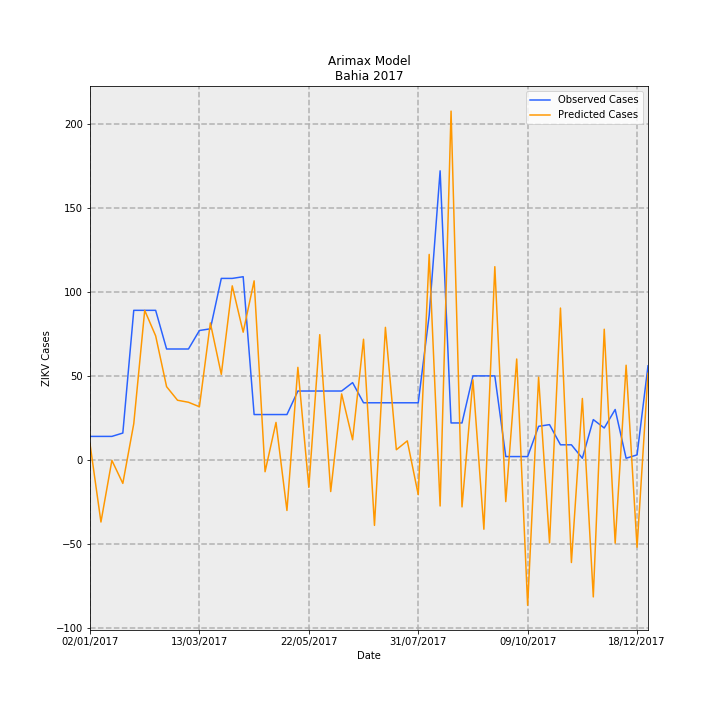 Arimax Model
Bahia 2017
Observed Cases
Predicted Cases
ZIKV Cases
200
150
100
50
0
−50
−100
02/01/2017 13/03/2017 22/05/2017 31/07/2017 09/10/2017 18/12/2017
Date